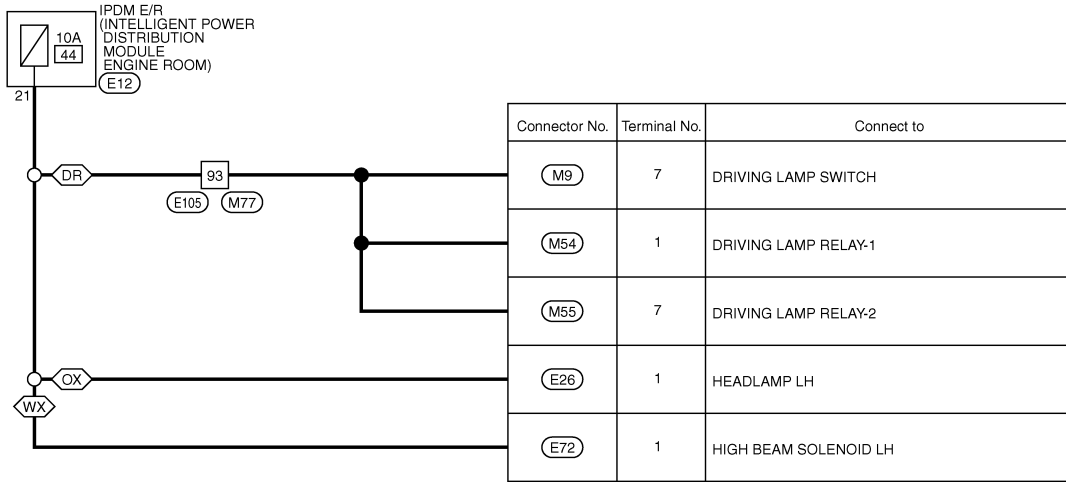 IPDM E/R
(INTELLIGENT POWER
DISTRIBUTION
MODULE
ENGINE ROOM)
10A
44
E12
21
Connector No. Terminal No. Connect to
DR
93
E105 M77
M9 7 DRIVING LAMP SWITCH
M54 1 DRIVING LAMP RELAY-1
M55 7 DRIVING LAMP RELAY-2
OX
E26 1 HEADLAMP LH
WX
E72 1 HIGH BEAM SOLENOID LH